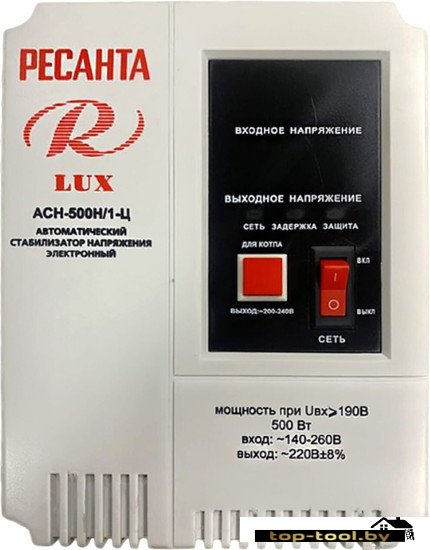 РЕСАНТА
R
LUX
АСН-500Н/1-Ц
АВТОМАТИЧЕСКИЙ
СТАБИЛИЗАТОР НАПРЯЖЕНИЯ
ЭЛЕКТРОННЫЙ
ВХОДНОЕ НАПРЯЖЕНИЕ
ВЫХОДНОЕ НАПРЯЖЕНИЕ
СЕТЬ ЗАДЕРЖКА ЗАЩИТА
ДЛЯ КОТЛА
ВЫХОД:~200-240В
ВКЛ
ВЫКЛ
СЕТЬ
мощность при Uвх⩾190В
500 Вт
вход: ~140-260В
выход: ~220В±8%
top-tool.by